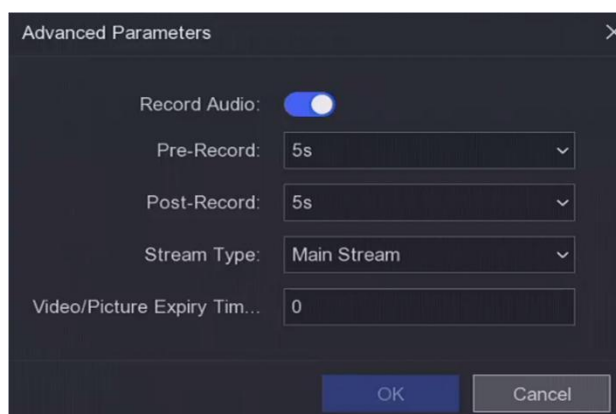 Advanced Parameters
Record Audio:
Pre-Record: 5s
Post-Record: 5s
Stream Type: Main Stream
Video/Picture Expiry Tim... 0
OK Cancel